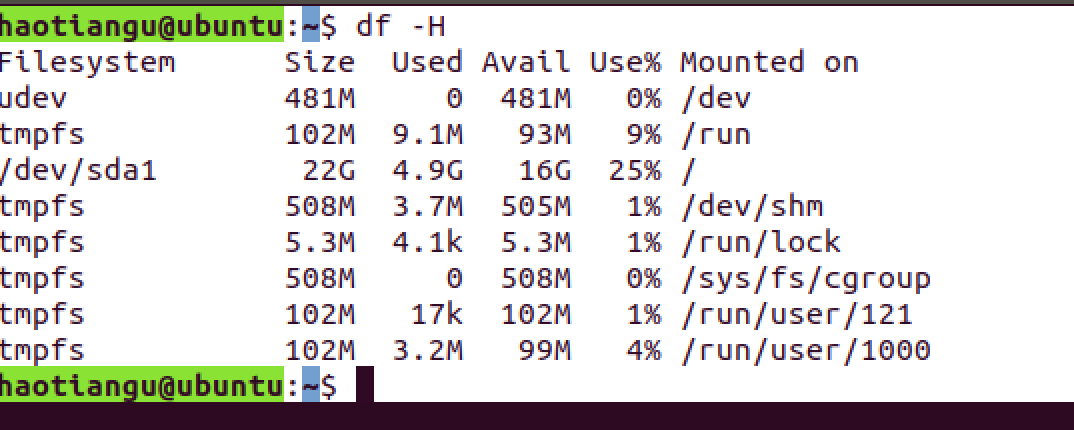 haotiangu@ubuntu:~$ df -H
Filesystem      Size  Used Avail Use% Mounted on
udev            481M     0  481M   0% /dev
tmpfs           102M  9.1M   93M   9% /run
/dev/sda1        22G  4.9G   16G  25% /
tmpfs           508M  3.7M  505M   1% /dev/shm
tmpfs           5.3M  4.1k  5.3M   1% /run/lock
tmpfs           508M     0  508M   0% /sys/fs/cgroup
tmpfs           102M   17k  102M   1% /run/user/121
tmpfs           102M  3.2M   99M   4% /run/user/1000
haotiangu@ubuntu:~$